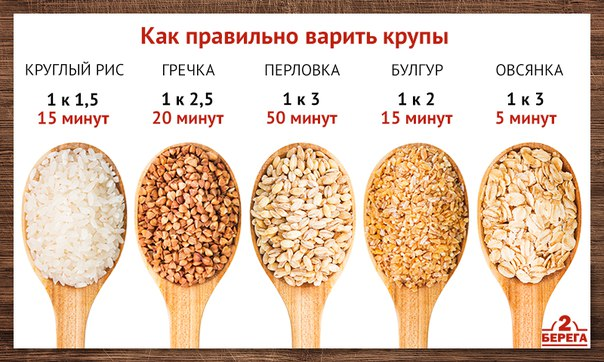 Как правильно варить крупы
КРУГЛЫЙ РИС
1 к 1,5
15 минут
ГРЕЧКА
1 к 2,5
20 минут
ПЕРЛОВКА
1 к 3
50 минут
БУЛГУР
1 к 2
15 минут
ОВСЯНКА
1 к 3
5 минут
2
БЕРЕГА